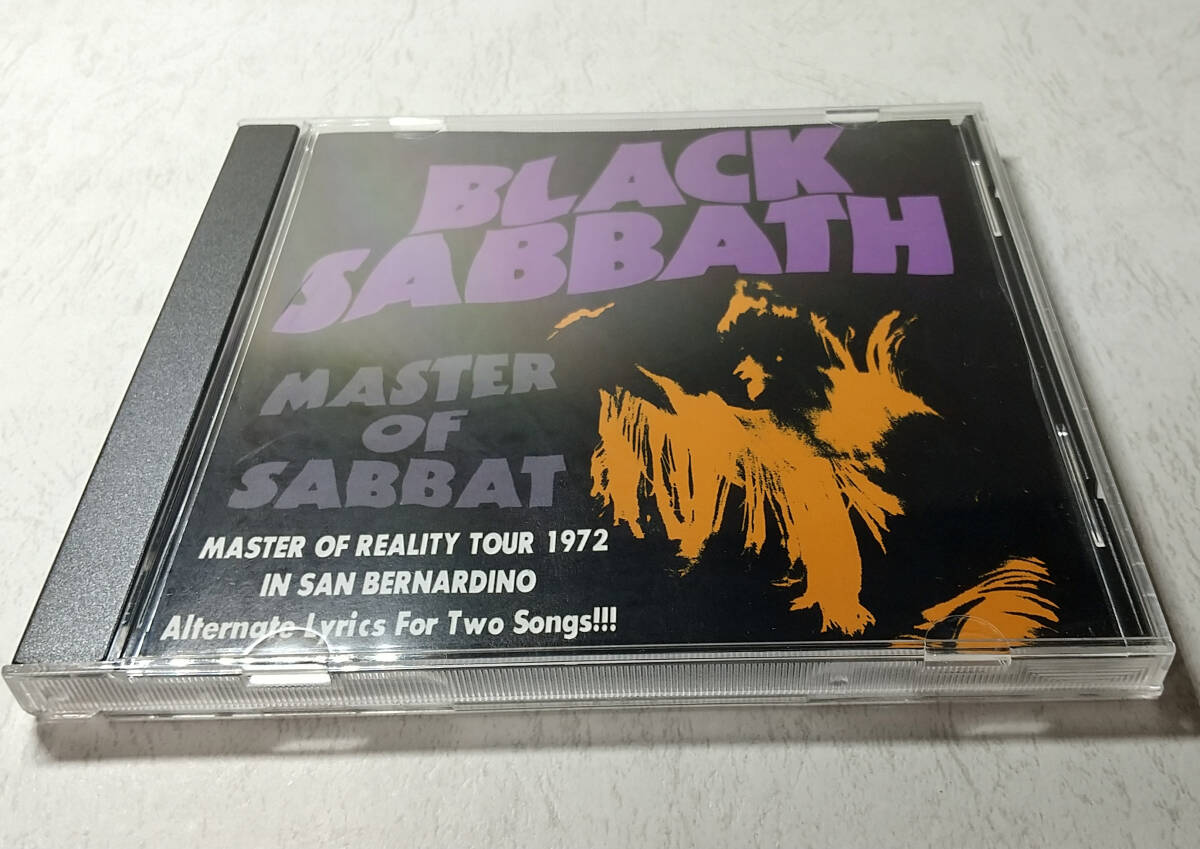 BLACK
SABBATH
MASTER
OF
SABBAT
MASTER OF REALITY TOUR 1972
IN SAN BERNARDINO
Alternate Lyrics For Two Songs!!!